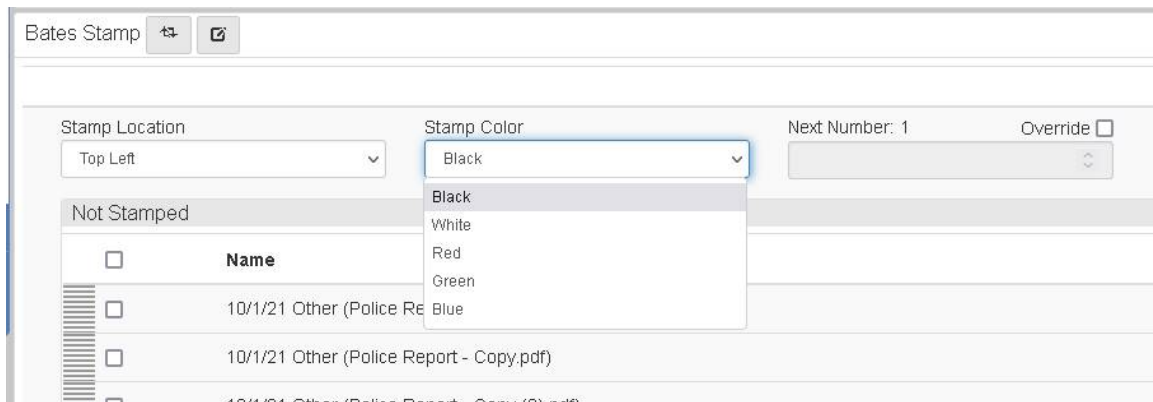 Bates Stamp
Stamp Location Stamp Color Next Number: 1 Override
Top Left Black
Black
Not Stamped
White
Red
Name
Green
10/1/21 Other (Police Re Blue
10/1/21 Other (Police Report - Copy.pdf)